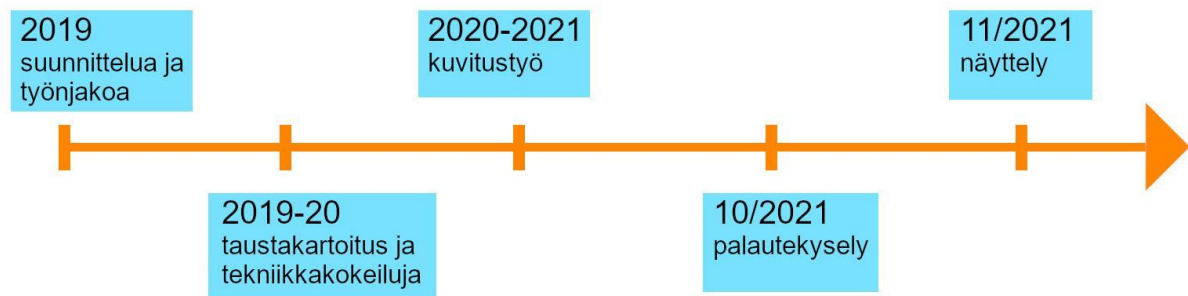 2019
suunnittelua ja
työnjakoa
2019-20
taustakartoitus ja
tekniikkakokeiluja
2020-2021
kuvitustyö
10/2021
palautekysely
11/2021
näyttely